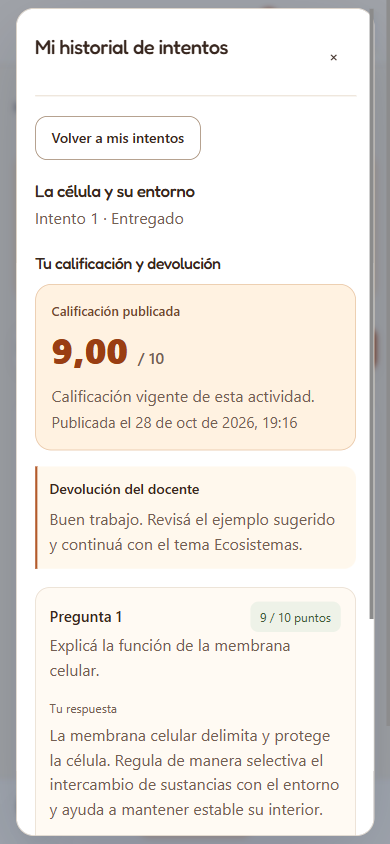 Mi historial de intentos
×
Volver a mis intentos
La célula y su entorno
Intento 1 · Entregado
Tu calificación y devolución
Calificación publicada
9,00 / 10
Calificación vigente de esta actividad.
Publicada el 28 de oct de 2026, 19:16
Devolución del docente
Buen trabajo. Revisá el ejemplo sugerido
y continuá con el tema Ecosistemas.
Pregunta 1
9 / 10 puntos
Explicá la función de la membrana
celular.
Tu respuesta
La membrana celular delimita y protege
la célula. Regula de manera selectiva el
intercambio de sustancias con el entorno
y ayuda a mantener estable su interior.